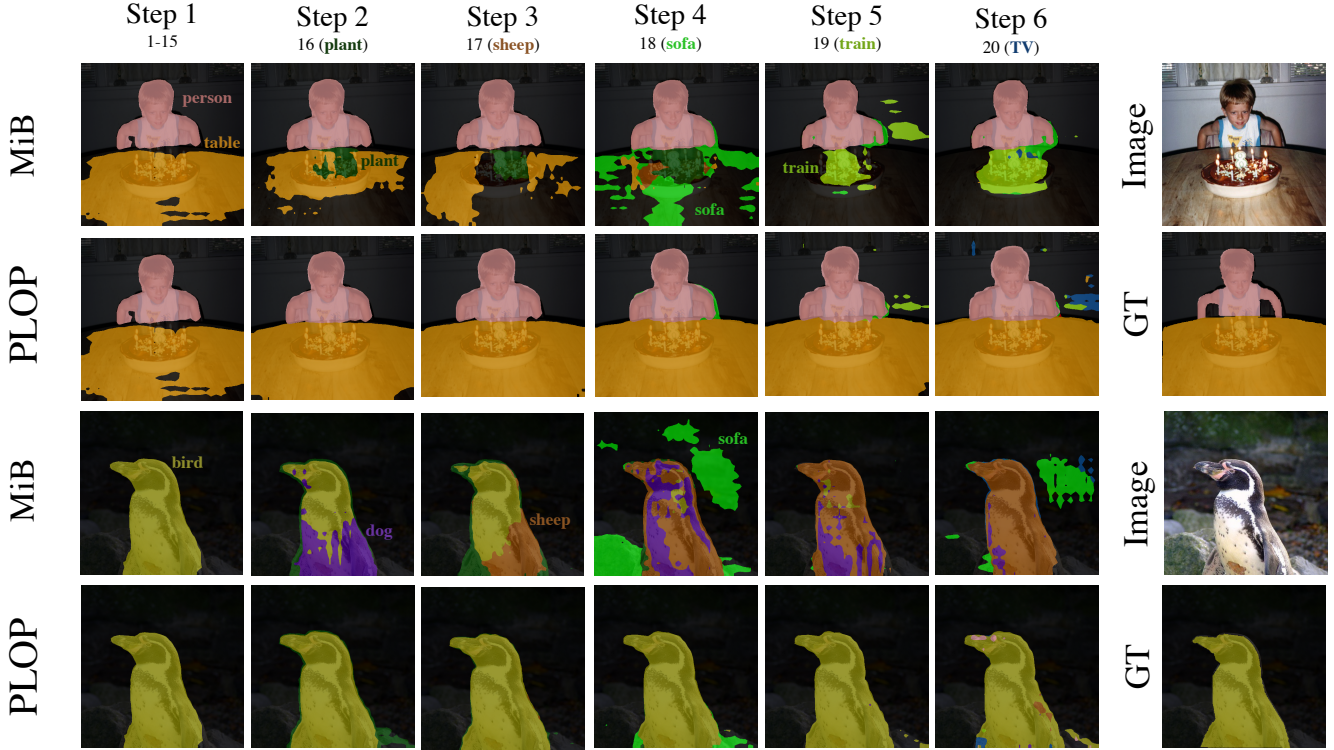 Step 1 Step 2 Step 3 Step 4 Step 5 Step 6
1-15 16 (plant) 17 (sheep) 18 (sofa) 19 (train) 20 (TV)
MiB
person
table
plant
sofa
train
Image
PLOP
GT
MiB
bird
dog
sheep
sofa
Image
PLOP
GT